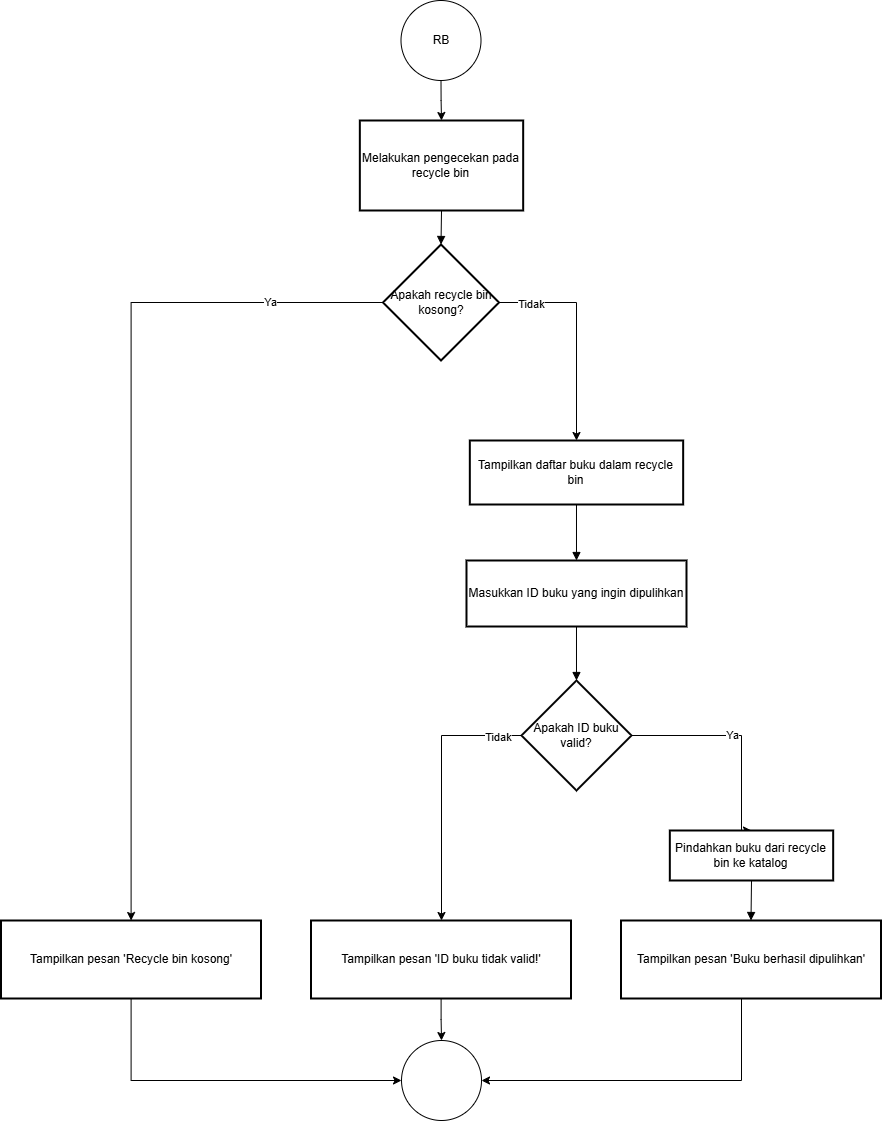 RB
Melakukan pengecekan pada
recycle bin
Apakah recycle bin
kosong?
Ya
Tidak
Tampilkan daftar buku dalam recycle
bin
Masukkan ID buku yang ingin dipulihkan
Apakah ID buku
valid?
Tidak
Ya
Pindahkan buku dari recycle
bin ke katalog
Tampilkan pesan 'Recycle bin kosong'
Tampilkan pesan 'ID buku tidak valid!'
Tampilkan pesan 'Buku berhasil dipulihkan'